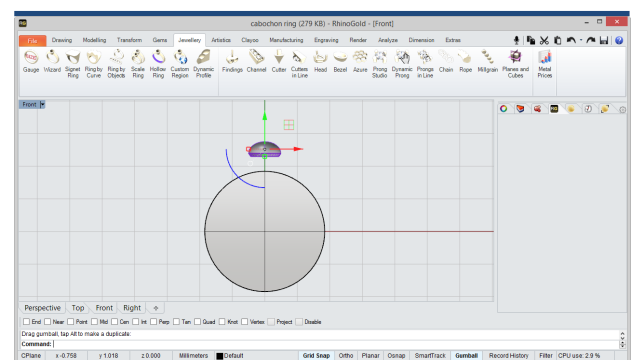 cabochon ring (279 KB) - RhinoGold - [Front]
File Drawing Modelling Transform Gems Jewellery Artistics Clayoo Manufacturing Engraving Render Analyze Dimension Extras
Gauge Wizard Signet Ring Ring by Curve Ring by Objects Scale Ring Hollow Ring Custom Region Dynamic Profile Findings Channel Cutter Cutters in Line Head Bezel Azure Prong Studio Dynamic Prong Prongs in Line Chain Rope Millgrain Planes and Cubes Metal Prices
Front
Perspective Top Front Right
End Near Point Mid Cen Int Perp Tan Quad Knot Vertex Project Disable
Drag gumball, tap Alt to make a duplicate:
Command:
CPlane x -0.758 y 1.018 z 0.000 Millimeters Default Grid Snap Ortho Planar Osnap SmartTrack Gumball Record History Filter CPU use: 2.9 %